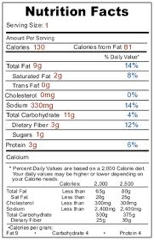 Nutrition Facts
Serving Size: 1
Amount Per Serving
Calories 130 Calories from Fat 81
% Daily Value*
Total Fat 9g 14%
Saturated Fat 2g 8%
Trans Fat 0g
Cholesterol 0mg 0%
Sodium 330mg 14%
Total Carbohydrate 11g 4%
Dietary Fiber 3g 12%
Sugars 1g
Protein 3g 6%
Calcium
* Percent Daily Values are based on a 2,000 Calorie diet.
Your daily values may be higher or lower depending on
your Calorie needs.
Calories: 2,000 2,500
Total Fat Less than 65g 80g
Sat Fat Less than 20g 25g
Cholesterol Less than 300mg 300mg
Sodium Less than 2,400mg 2,400mg
Total Carbohydrate 300g 375g
Dietary Fiber 25g 30g
Calories per gram:
Fat 9 • Carbohydrate 4 • Protein 4